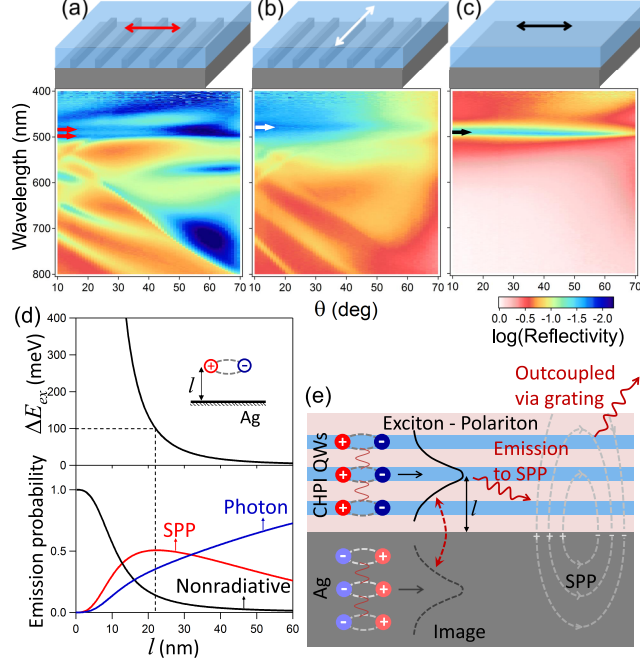 (a)
(b)
(c)
Wavelength (nm)
400
500
600
700
800
10 20 30 40 50 60 70
10 20 30 40 50 60 70
10 20 30 40 50 60 70
θ (deg)
0.0 -0.5 -1.0 -1.5 -2.0
log(Reflectivity)
(d)
ΔE_ex (meV)
400
300
200
100
0
+ -
l
Ag
Emission probability
1.0
0.5
0.0
SPP
Photon
Nonradiative
0 10 20 30 40 50 60
l (nm)
(e)
Outcoupled
via grating
Exciton - Polariton
CHPI QWs
Emission
to SPP
+ -
+ -
+ -
l
+ + + - - -
SPP
Ag
- +
- +
- +
Image